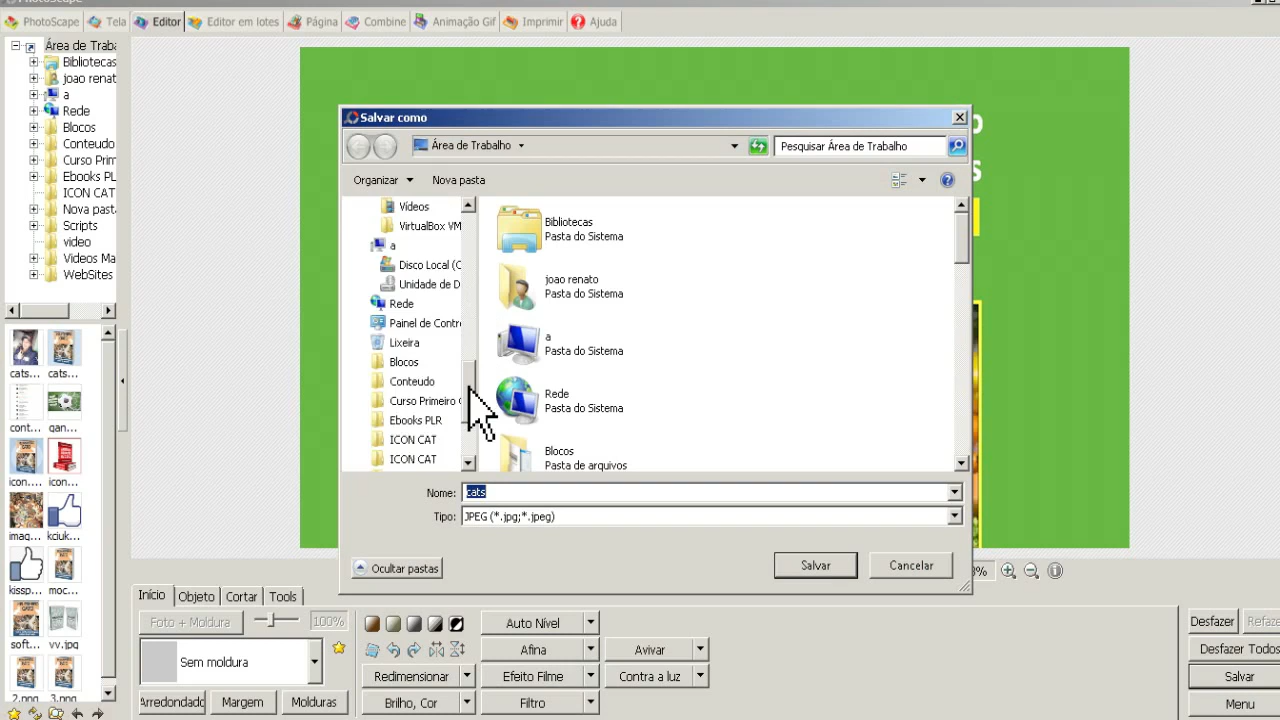 PhotoScape
PhotoScape
Tela
Editor
Editor em lotes
Página
Combine
Animação Gif
Imprimir
Ajuda
Área de Traba
Bibliotecas
joao renato
a
Rede
Blocos
Conteudo
Curso Prim
Ebooks PL
ICON CAT
Nova past
Scripts
video
Videos Ma
WebSites
cats...
cats...
cont...
gan...
icon....
icon...
imag...
kciuk...
kissp...
moc...
soft...
vv.jpg
2.png
3.png
Salvar como
Área de Trabalho
Pesquisar Área de Trabalho
Organizar
Nova pasta
Vídeos
VirtualBox VM
a
Disco Local (C
Unidade de D
Rede
Painel de Contro
Lixeira
Blocos
Conteudo
Curso Primeiro
Ebooks PLR
ICON CAT
ICON CAT
Bibliotecas
Pasta do Sistema
joao renato
Pasta do Sistema
a
Pasta do Sistema
Rede
Pasta do Sistema
Blocos
Pasta de arquivos
Nome: cats
Tipo: JPEG (*.jpg;*.jpeg)
Ocultar pastas
Salvar
Cancelar
Início
Objeto
Cortar
Tools
Foto + Moldura
100%
Sem moldura
Arredondado
Margem
Molduras
Auto Nível
Afina
Avivar
Redimensionar
Efeito Filme
Contra a luz
Brilho, Cor
Filtro
Desfazer
Refaze
Desfazer Todos
Salvar
Menu